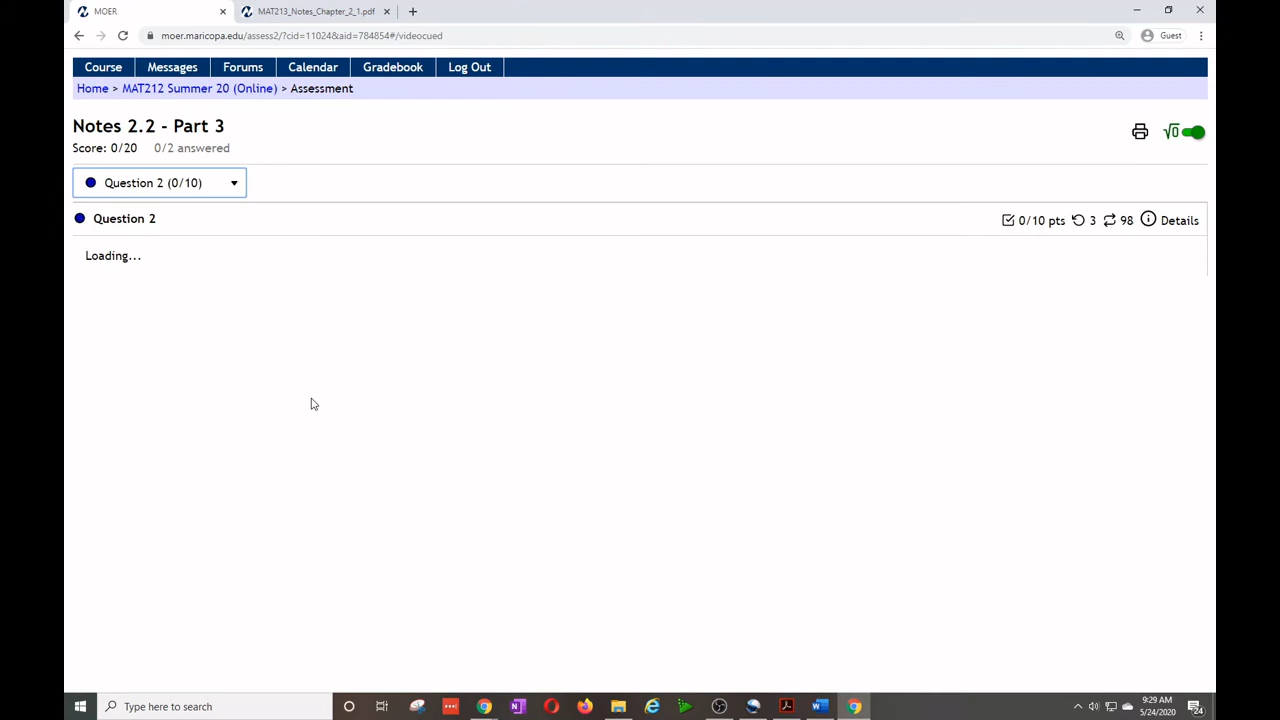 MOER
MAT213_Notes_Chapter_2_1.pdf
moer.maricopa.edu/assess2/?cid=11024&aid=784854#/videocued
Guest
Course Messages Forums Calendar Gradebook Log Out
Home > MAT212 Summer 20 (Online) > Assessment
Notes 2.2 - Part 3
Score: 0/20 0/2 answered
√0
Question 2 (0/10)
Question 2
0/10 pts 3 98 Details
Loading...
Type here to search
9:29 AM
5/24/2020
24